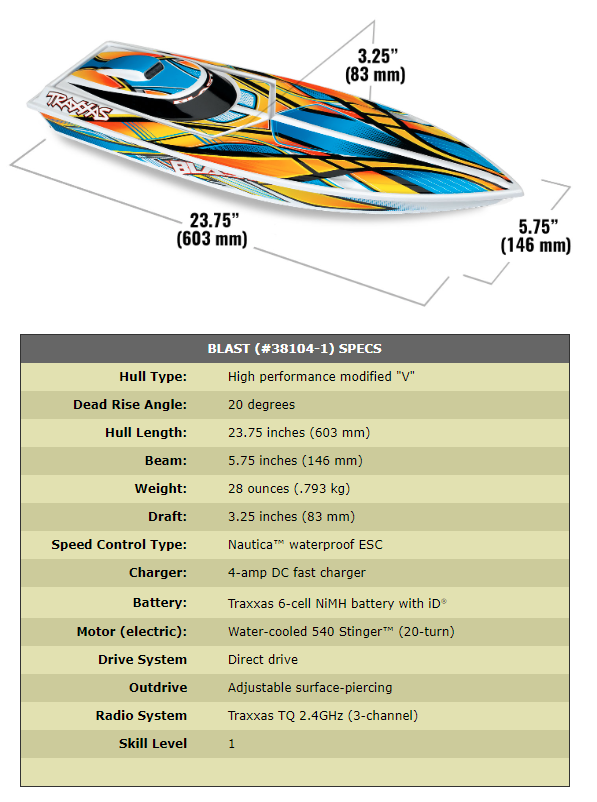 3.25”
(83 mm)
TRAXXAS
23.75”
(603 mm)
5.75”
(146 mm)
BLAST (#38104-1) SPECS
Hull Type: High performance modified "V"
Dead Rise Angle: 20 degrees
Hull Length: 23.75 inches (603 mm)
Beam: 5.75 inches (146 mm)
Weight: 28 ounces (.793 kg)
Draft: 3.25 inches (83 mm)
Speed Control Type: Nautica™ waterproof ESC
Charger: 4-amp DC fast charger
Battery: Traxxas 6-cell NiMH battery with iD®
Motor (electric): Water-cooled 540 Stinger™ (20-turn)
Drive System Direct drive
Outdrive Adjustable surface-piercing
Radio System Traxxas TQ 2.4GHz (3-channel)
Skill Level 1